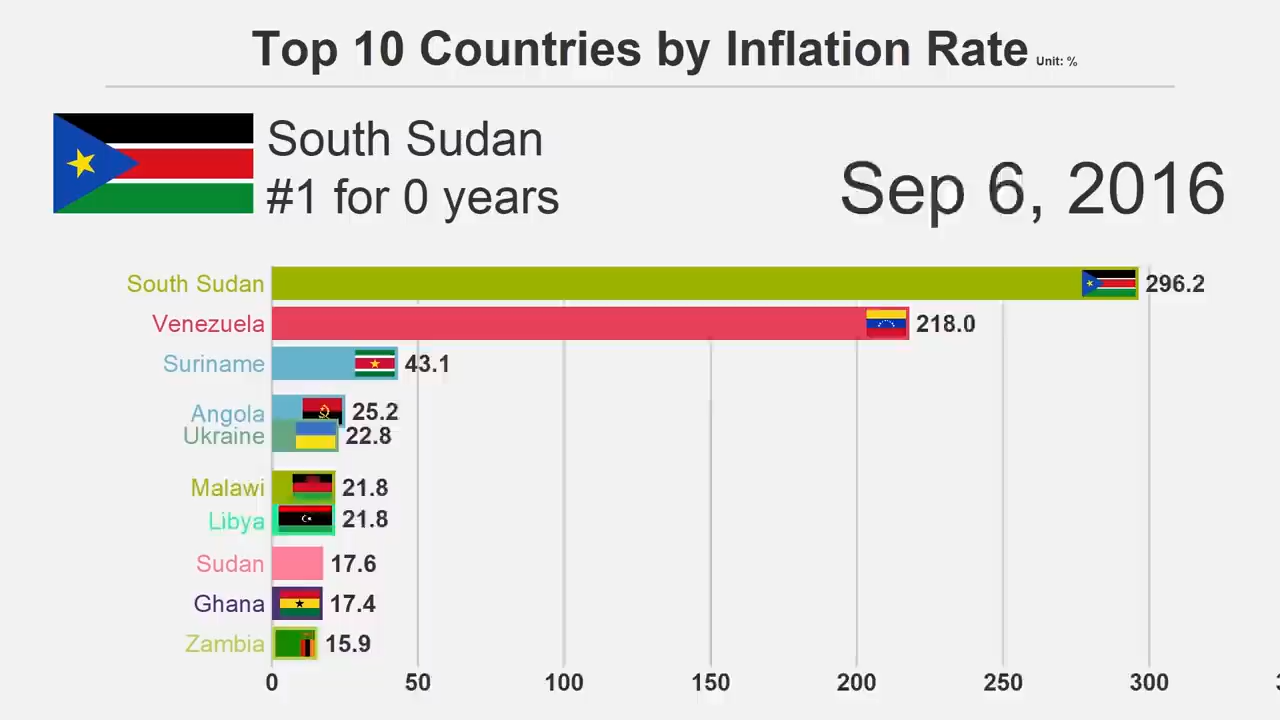 Top 10 Countries by Inflation Rate Unit: %
South Sudan
#1 for 0 years
Sep 6, 2016
South Sudan 296.2
Venezuela 218.0
Suriname 43.1
Angola 25.2
Ukraine 22.8
Malawi 21.8
Libya 21.8
Sudan 17.6
Ghana 17.4
Zambia 15.9
0 50 100 150 200 250 300